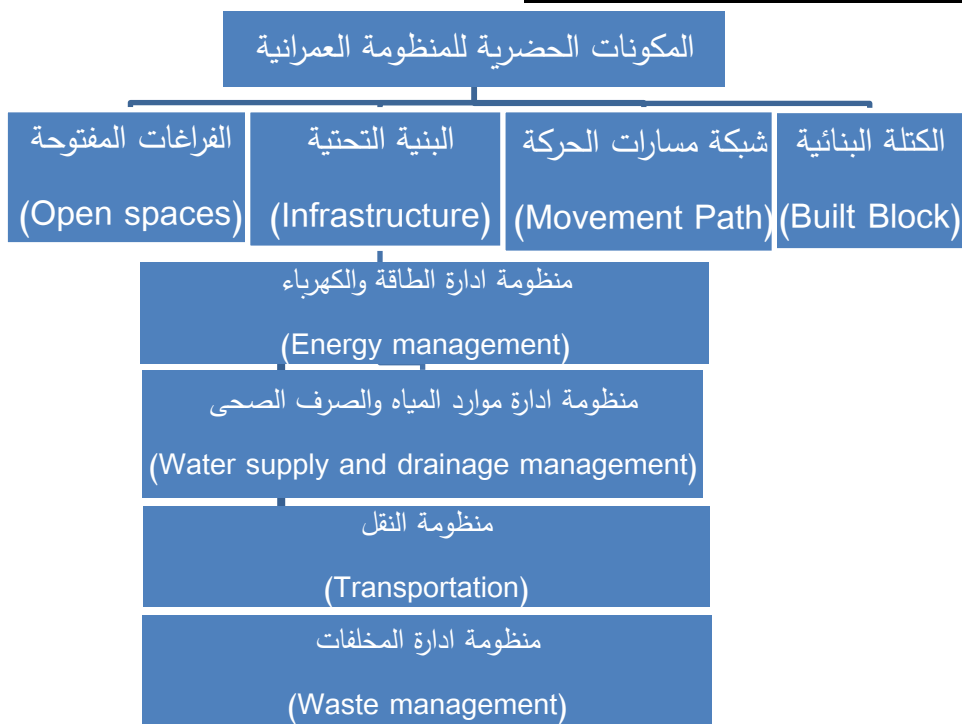 المكونات الحضرية للمنظومة العمرانية
الكتلة البنائية
(Built Block)
شبكة مسارات الحركة
(Movement Path)
البنية التحتية
(Infrastructure)
الفراغات المفتوحة
(Open spaces)
منظومة ادارة الطاقة والكهرباء
(Energy management)
منظومة ادارة موارد المياه والصرف الصحى
(Water supply and drainage management)
منظومة النقل
(Transportation)
منظومة ادارة المخلفات
(Waste management)